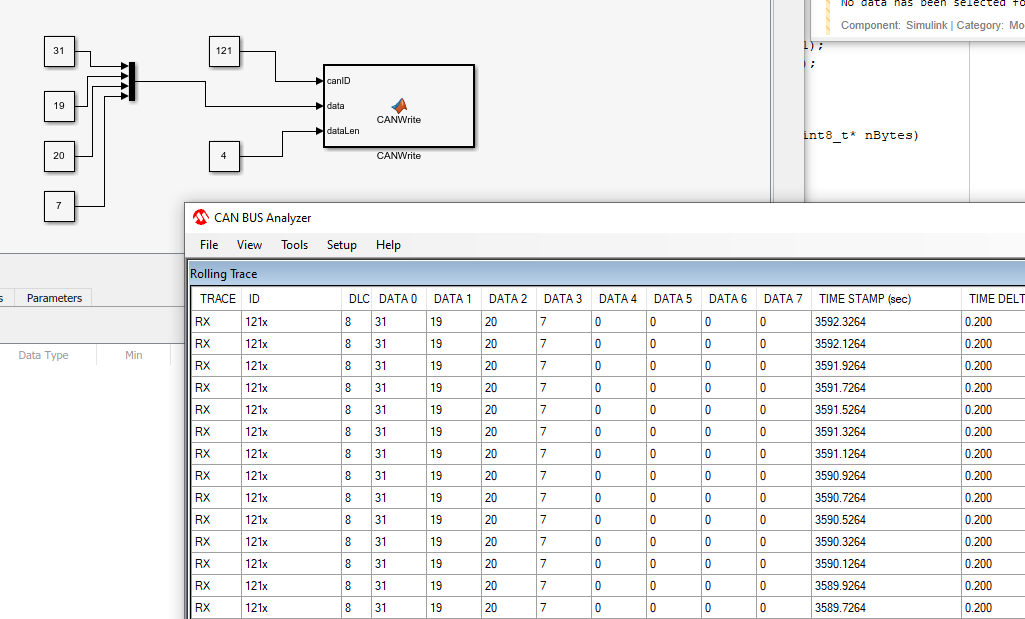 No data has been selected fo
Component: Simulink | Category: Mo
);
);
int8_t* nBytes)
31
121
19
20
4
7
canID
data
dataLen
CANWrite
CANWrite
Parameters
Data Type Min
CAN BUS Analyzer
File View Tools Setup Help
Rolling Trace
TRACE ID DLC DATA 0 DATA 1 DATA 2 DATA 3 DATA 4 DATA 5 DATA 6 DATA 7 TIME STAMP (sec) TIME DELT
RX 121x 8 31 19 20 7 0 0 0 0 3592.3264 0.200
RX 121x 8 31 19 20 7 0 0 0 0 3592.1264 0.200
RX 121x 8 31 19 20 7 0 0 0 0 3591.9264 0.200
RX 121x 8 31 19 20 7 0 0 0 0 3591.7264 0.200
RX 121x 8 31 19 20 7 0 0 0 0 3591.5264 0.200
RX 121x 8 31 19 20 7 0 0 0 0 3591.3264 0.200
RX 121x 8 31 19 20 7 0 0 0 0 3591.1264 0.200
RX 121x 8 31 19 20 7 0 0 0 0 3590.9264 0.200
RX 121x 8 31 19 20 7 0 0 0 0 3590.7264 0.200
RX 121x 8 31 19 20 7 0 0 0 0 3590.5264 0.200
RX 121x 8 31 19 20 7 0 0 0 0 3590.3264 0.200
RX 121x 8 31 19 20 7 0 0 0 0 3590.1264 0.200
RX 121x 8 31 19 20 7 0 0 0 0 3589.9264 0.200
RX 121x 8 31 19 20 7 0 0 0 0 3589.7264 0.200